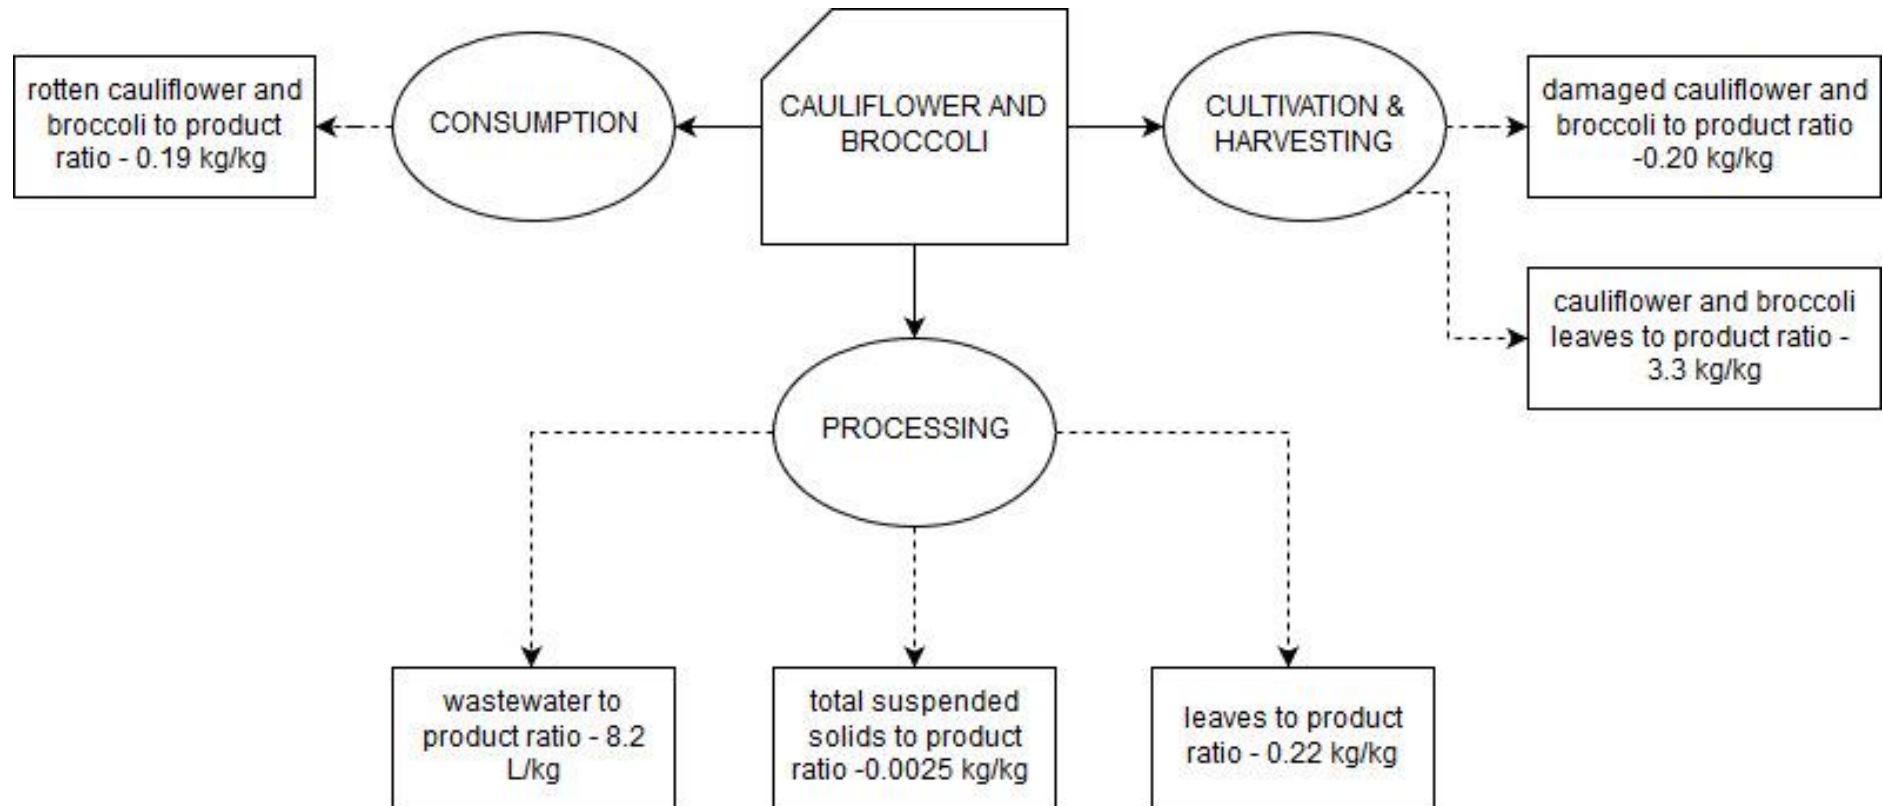 rotten cauliflower and
broccoli to product
ratio - 0.19 kg/kg
CONSUMPTION
CAULIFLOWER AND
BROCCOLI
CULTIVATION &
HARVESTING
damaged cauliflower and
broccoli to product ratio
-0.20 kg/kg
cauliflower and broccoli
leaves to product ratio -
3.3 kg/kg
PROCESSING
wastewater to
product ratio - 8.2
L/kg
total suspended
solids to product
ratio -0.0025 kg/kg
leaves to product
ratio - 0.22 kg/kg